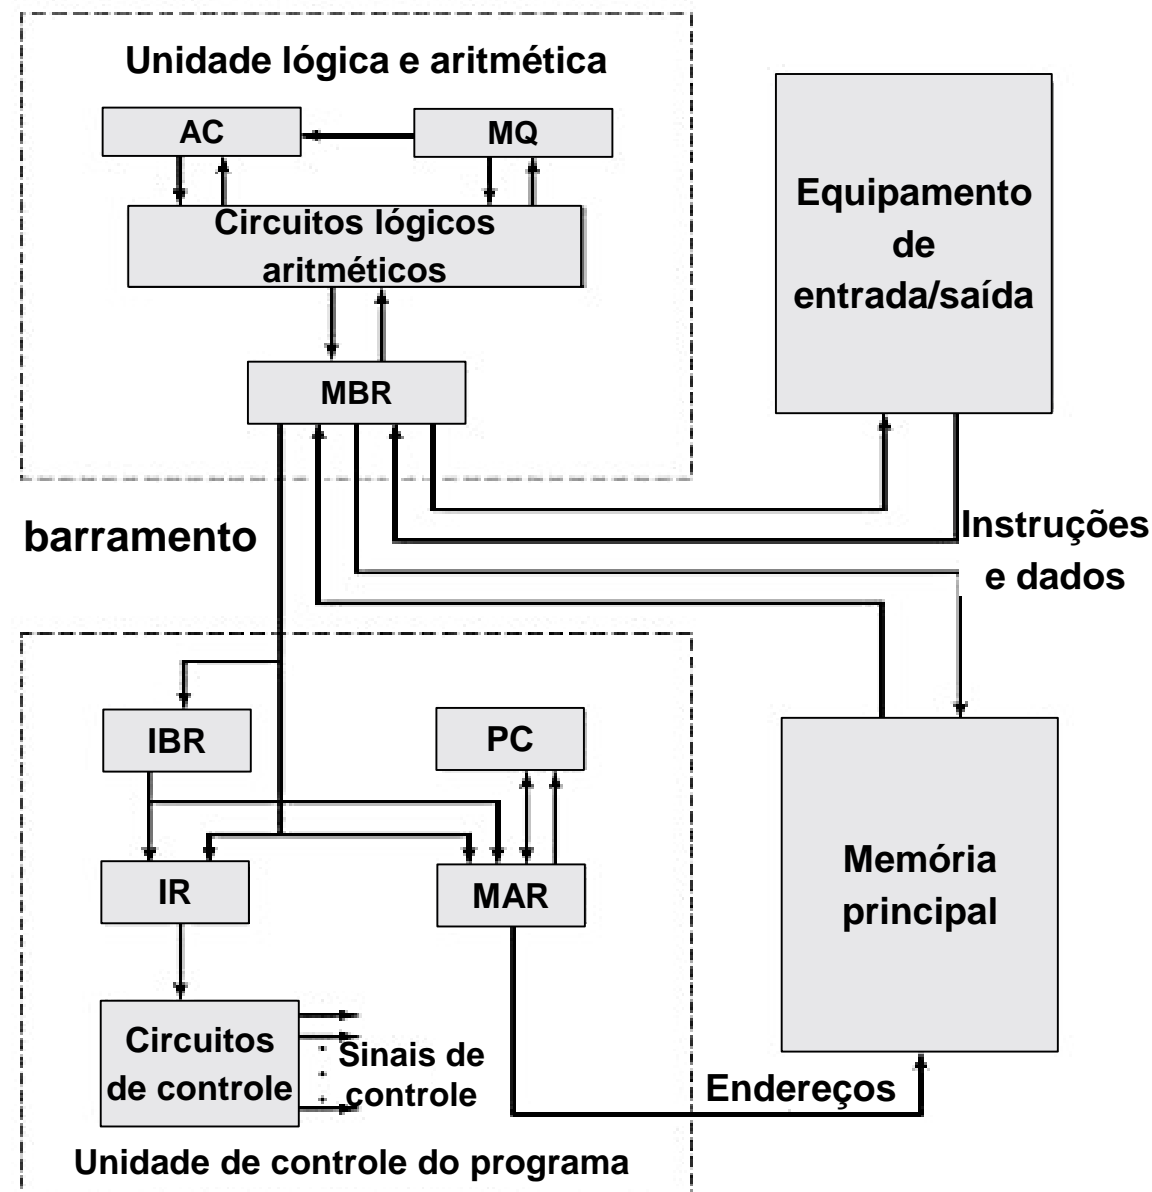 Unidade lógica e aritmética
AC
MQ
Circuitos lógicos
aritméticos
MBR
Equipamento
de
entrada/saída
barramento
Instruções
e dados
IBR
PC
IR
MAR
Memória
principal
Circuitos
de controle
Sinais de
controle
Endereços
Unidade de controle do programa